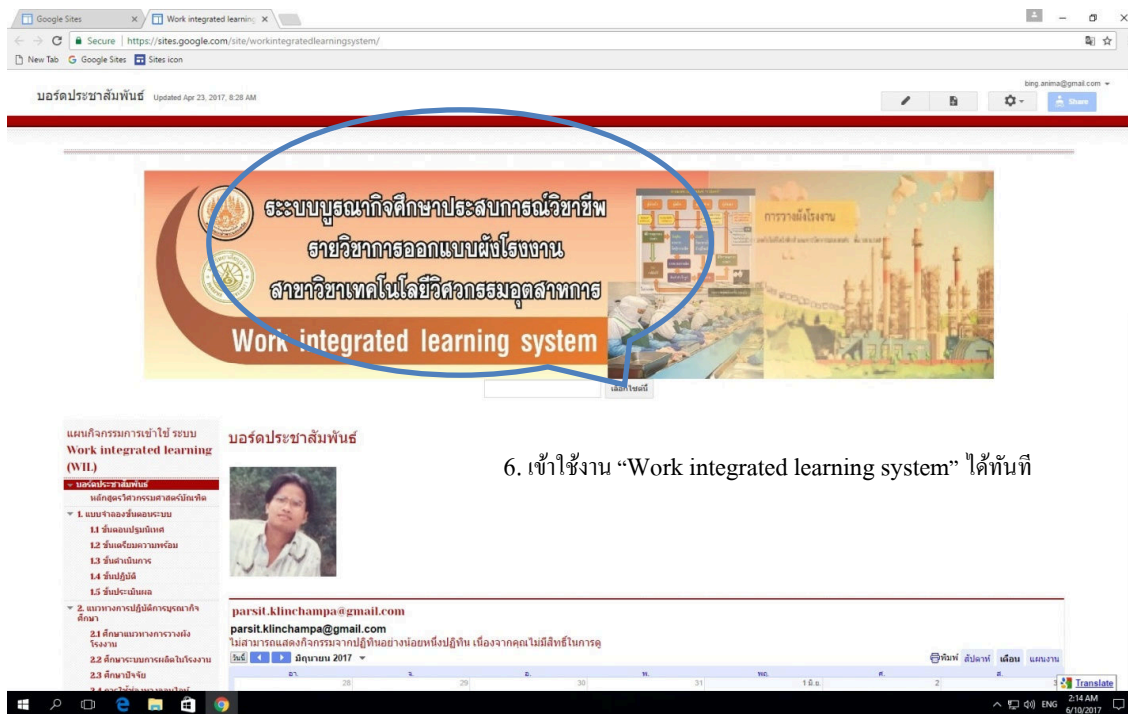 Google Sites
Work integrated learning
Secure | https://sites.google.com/site/workintegratedlearningsystem/
New Tab Google Sites Sites icon
bing.anima@gmail.com
บอร์ดประชาสัมพันธ์ Updated Apr 23, 2017, 8:28 AM
Share
ระบบบูรณากิจศึกษาประสบการณ์วิชาชีพ
รายวิชาการออกแบบผังโรงงาน
สาขาวิชาเทคโนโลยีวิศวกรรมอุตสาหการ
Work integrated learning system
การวางผังโรงงาน
เลือกไซต์นี้
แผนกิจกรรมการเข้าใช้ ระบบ
Work integrated learning
(WIL)
บอร์ดประชาสัมพันธ์
หลักสูตรวิศวกรรมศาสตร์บัณฑิต
1. แบบจำลองขั้นตอนระบบ
1.1 ขั้นตอนปฐมนิเทศ
1.2 ขั้นเตรียมความพร้อม
1.3 ขั้นดำเนินการ
1.4 ขั้นปฏิบัติ
1.5 ขั้นประเมินผล
2. แนวทางการปฏิบัติการบูรณากิจ
ศึกษา
2.1 ศึกษาแนวทางการวางผัง
โรงงาน
2.2 ศึกษาระบบการผลิตในโรงงาน
2.3 ศึกษาปัจจัย
บอร์ดประชาสัมพันธ์
6. เข้าใช้งาน “Work integrated learning system” ได้ทันที
parsit.klinchampa@gmail.com
parsit.klinchampa@gmail.com
ไม่สามารถแสดงกิจกรรมจากปฏิทินอย่างน้อยหนึ่งปฏิทิน เนื่องจากคุณไม่มีสิทธิ์ในการดู
วันนี้ มิถุนายน 2017 พิมพ์ สัปดาห์ เดือน แผนงาน
อา. จ. อ. พ. พฤ. ศ. ส.
28 29 30 31 1 มิ.ย. 2 3
Translate
ENG
2:14 AM
6/10/2017